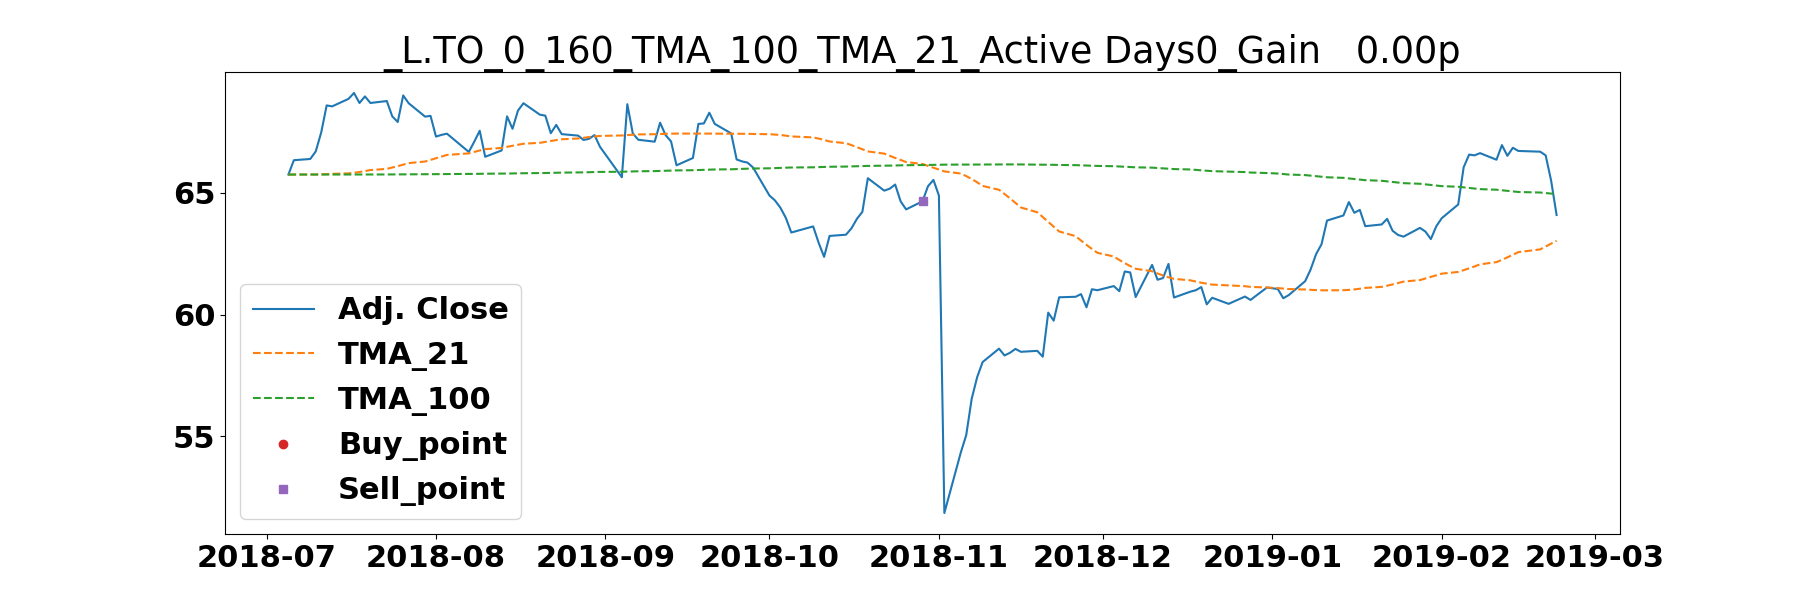 _L.TO_0_160_TMA_100_TMA_21_Active Days0_Gain   0.00p
65
60
55
Adj. Close
TMA_21
TMA_100
Buy_point
Sell_point
2018-07 2018-08 2018-09 2018-10 2018-11 2018-12 2019-01 2019-02 2019-03